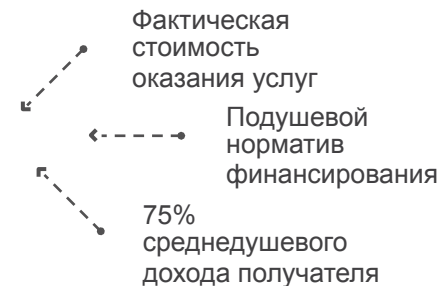 Фактическая
стоимость
оказания услуг
Подушевой
норматив
финансирования
75%
среднедушевого
дохода получателя